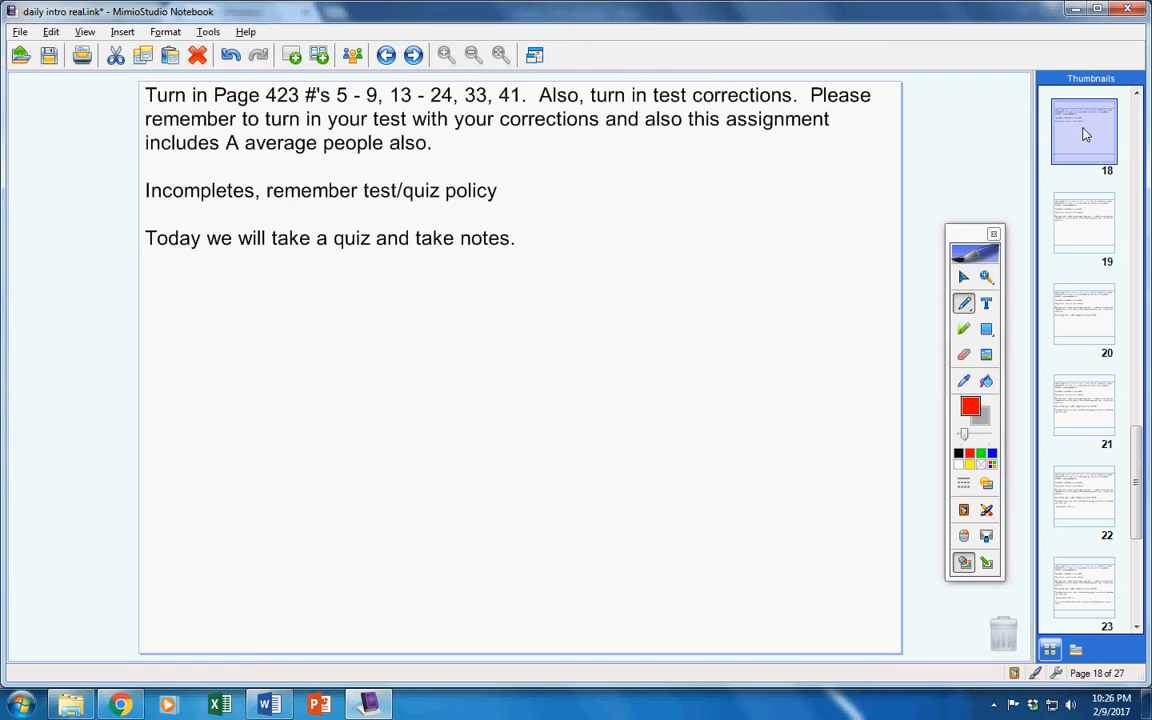 daily intro real.ink* - MimioStudio Notebook
File Edit View Insert Format Tools Help
Turn in Page 423 #'s 5 - 9, 13 - 24, 33, 41. Also, turn in test corrections. Please
remember to turn in your test with your corrections and also this assignment
includes A average people also.
Incompletes, remember test/quiz policy
Today we will take a quiz and take notes.
Thumbnails
18
19
20
21
22
23
Page 18 of 27
10:26 PM
2/9/2017